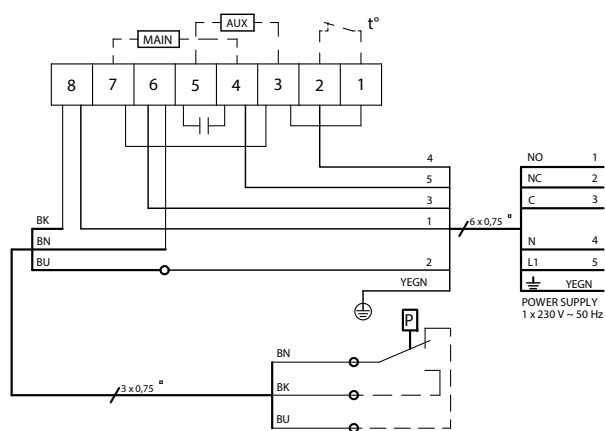 AUX
t°
MAIN
8 7 6 5 4 3 2 1
4 NO 1
5 NC 2
3 C 3
BK 1 6 x 0,75 ▫
BN N 4
BU 2 L1 5
YEGN YEGN
POWER SUPPLY
1 x 230 V ~ 50 Hz
P
BN
3 x 0,75 ▫ BK
BU